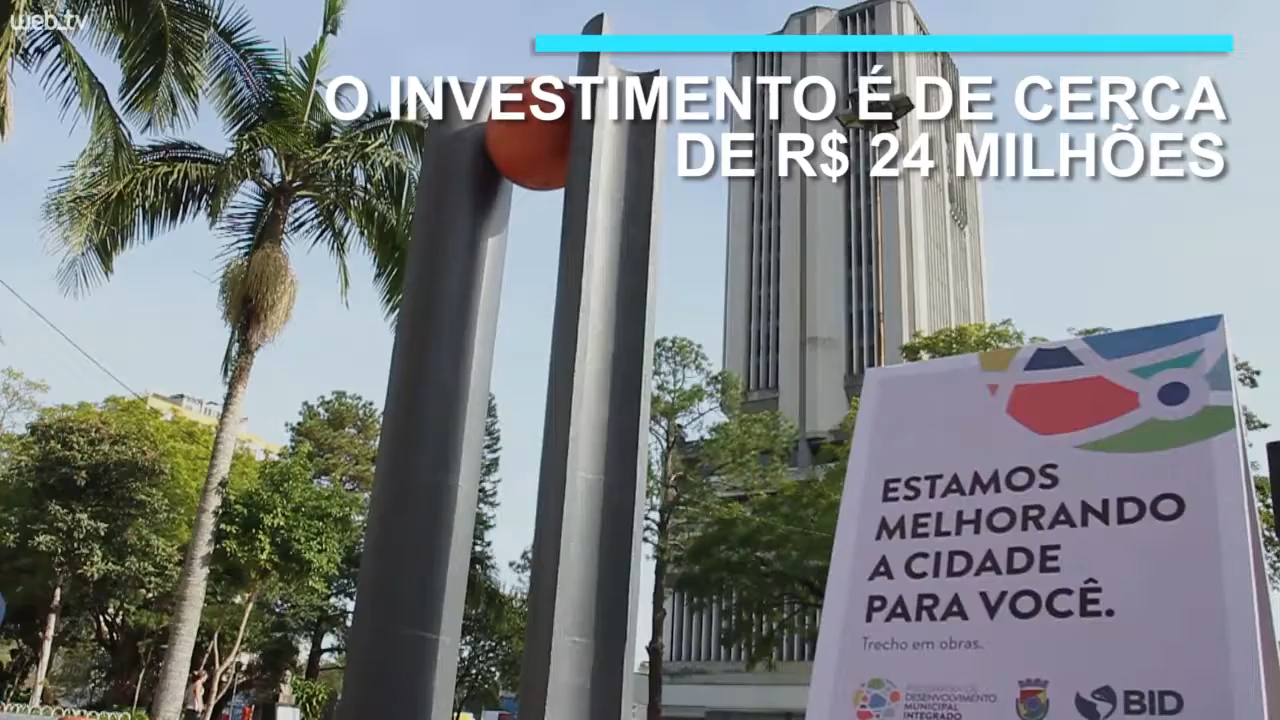 web.tv
O INVESTIMENTO É DE CERCA
DE R$ 24 MILHÕES
ESTAMOS
MELHORANDO
A CIDADE
PARA VOCÊ.
Trecho em obras.
DESENVOLVIMENTO
MUNICIPAL
INTEGRADO
BID